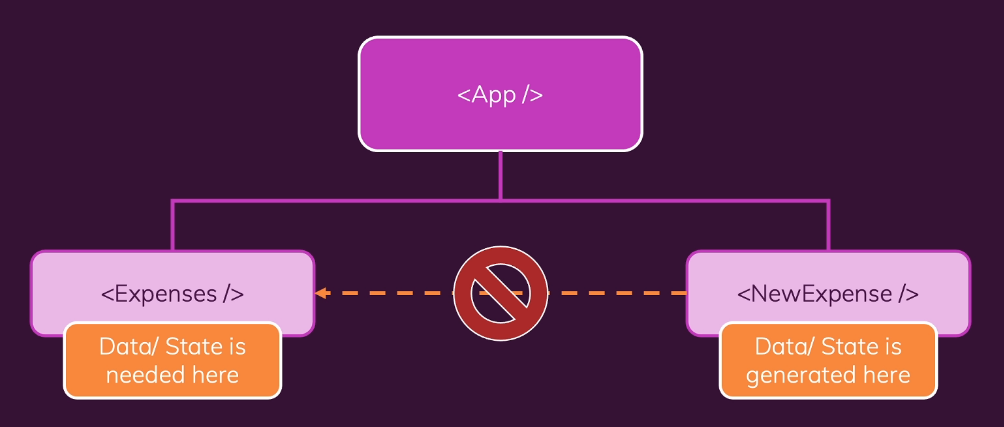 <App />
<Expenses />
<NewExpense />
Data/ State is
needed here
Data/ State is
generated here